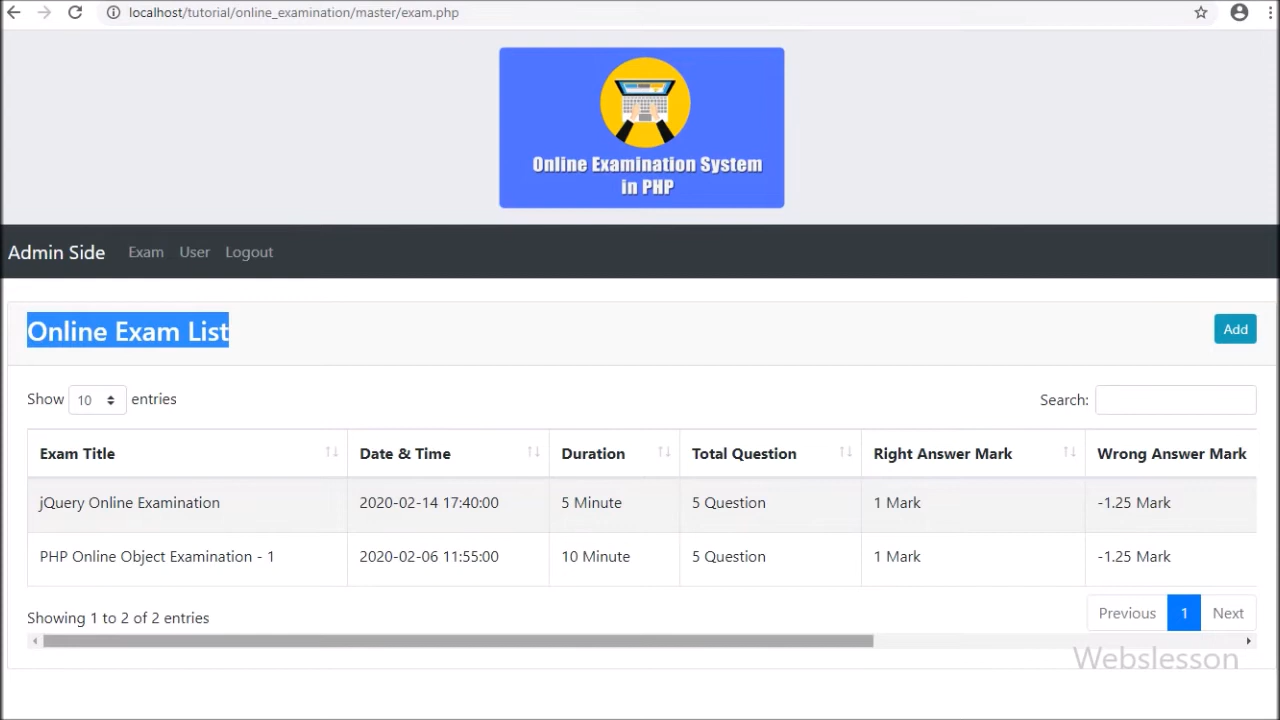 localhost/tutorial/online_examination/master/exam.php
Online Examination System
in PHP
Admin Side Exam User Logout
Online Exam List Add
Show 10 entries Search:
Exam Title Date & Time Duration Total Question Right Answer Mark Wrong Answer Mark
jQuery Online Examination 2020-02-14 17:40:00 5 Minute 5 Question 1 Mark -1.25 Mark
PHP Online Object Examination - 1 2020-02-06 11:55:00 10 Minute 5 Question 1 Mark -1.25 Mark
Showing 1 to 2 of 2 entries Previous 1 Next
Webslesson